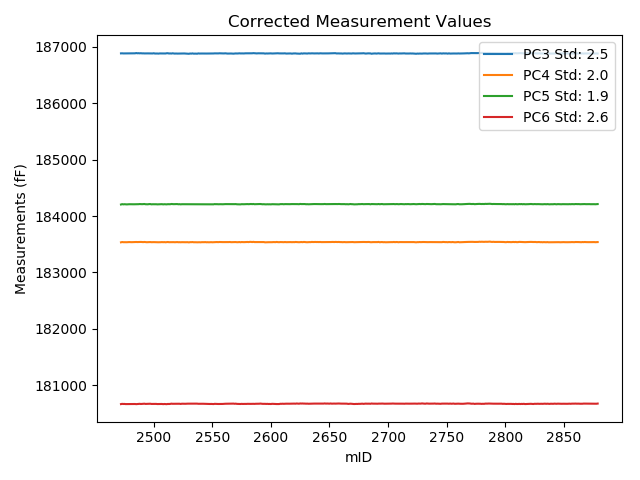 Corrected Measurement Values
187000
186000
185000
184000
183000
182000
181000
Measurements (fF)
PC3 Std: 2.5
PC4 Std: 2.0
PC5 Std: 1.9
PC6 Std: 2.6
2500 2550 2600 2650 2700 2750 2800 2850
mID